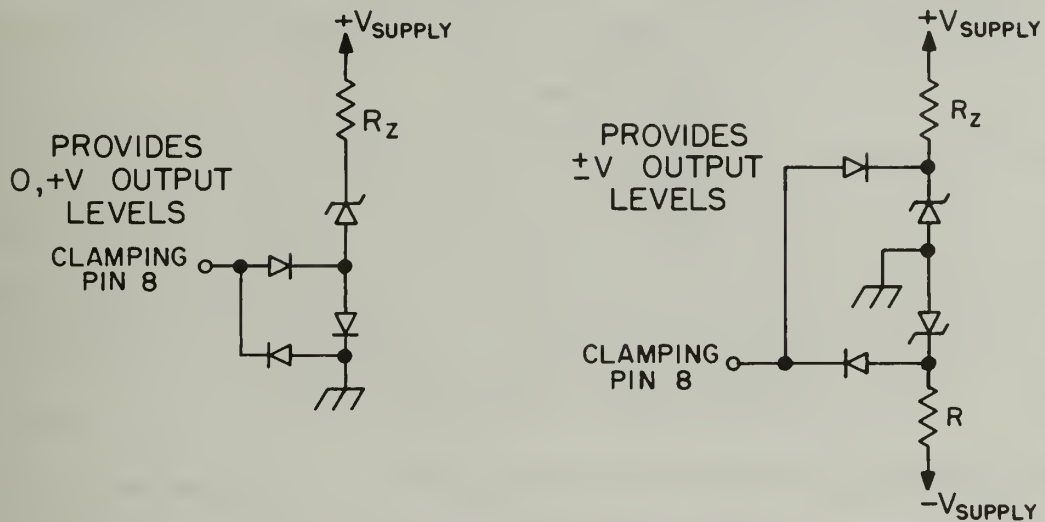 +VSUPPLY
RZ
PROVIDES
0,+V OUTPUT
LEVELS
CLAMPING
PIN 8
+VSUPPLY
RZ
PROVIDES
±V OUTPUT
LEVELS
CLAMPING
PIN 8
R
−VSUPPLY